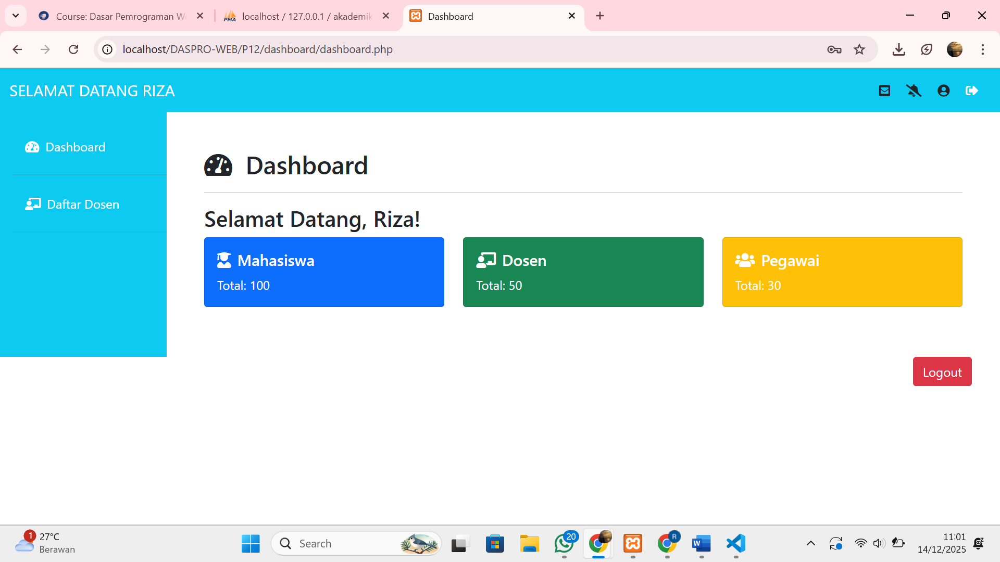 Course: Dasar Pemrograman We
localhost / 127.0.0.1 / akademik
Dashboard
localhost/DASPRO-WEB/P12/dashboard/dashboard.php
SELAMAT DATANG RIZA
Dashboard
Daftar Dosen
Dashboard
Selamat Datang, Riza!
Mahasiswa
Total: 100
Dosen
Total: 50
Pegawai
Total: 30
Logout
1
27°C
Berawan
Search
20
R
W
11:01
14/12/2025